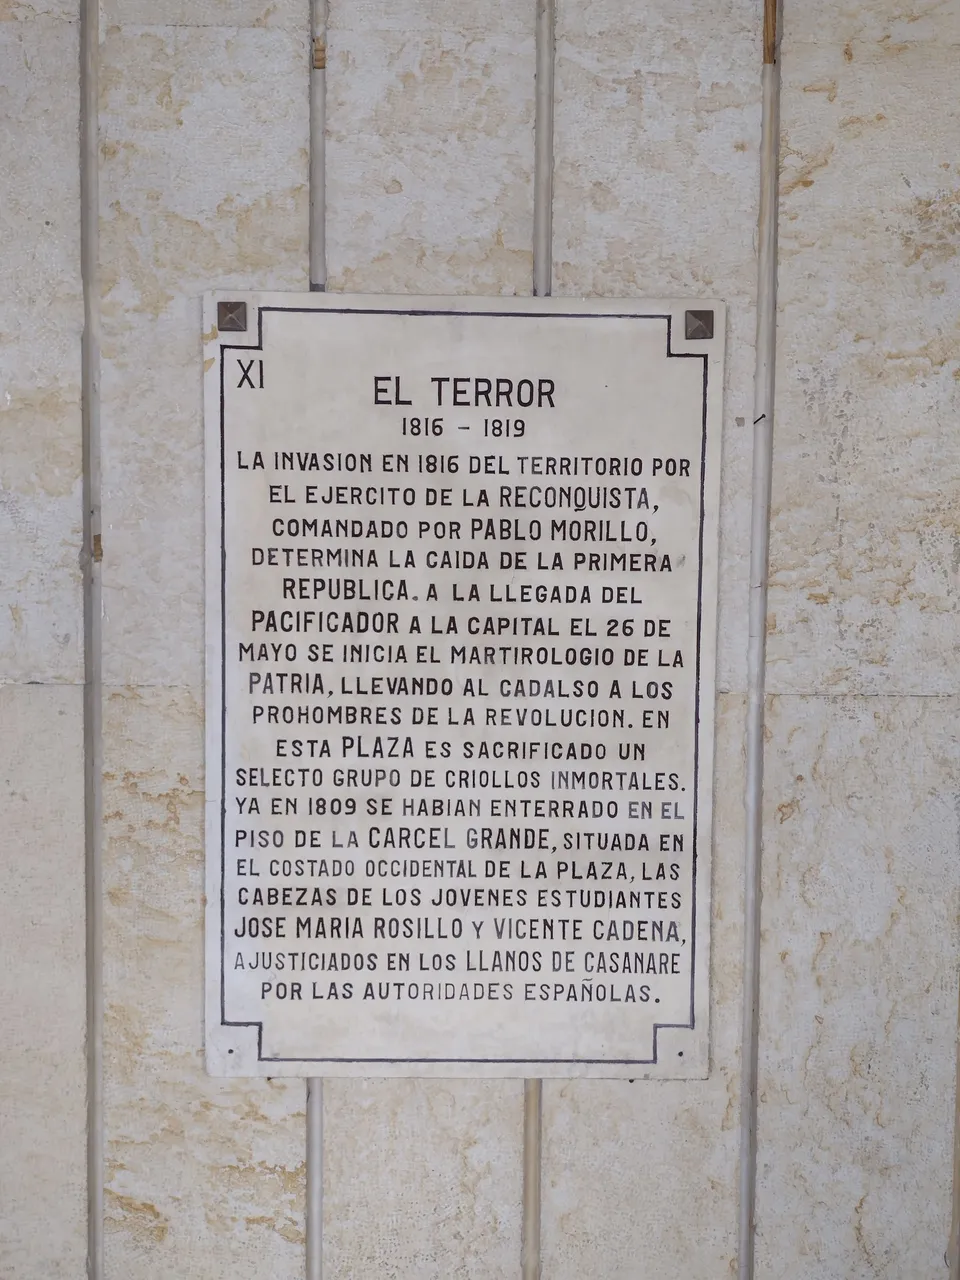 XI
EL TERROR
1816 - 1819
LA INVASION EN 1816 DEL TERRITORIO POR
EL EJERCITO DE LA RECONQUISTA,
COMANDADO POR PABLO MORILLO,
DETERMINA LA CAIDA DE LA PRIMERA
REPUBLICA. A LA LLEGADA DEL
PACIFICADOR A LA CAPITAL EL 26 DE
MAYO SE INICIA EL MARTIROLOGIO DE LA
PATRIA, LLEVANDO AL CADALSO A LOS
PROHOMBRES DE LA REVOLUCION. EN
ESTA PLAZA ES SACRIFICADO UN
SELECTO GRUPO DE CRIOLLOS INMORTALES.
YA EN 1809 SE HABIAN ENTERRADO EN EL
PISO DE LA CARCEL GRANDE, SITUADA EN
EL COSTADO OCCIDENTAL DE LA PLAZA, LAS
CABEZAS DE LOS JOVENES ESTUDIANTES
JOSE MARIA ROSILLO Y VICENTE CADENA,
AJUSTICIADOS EN LOS LLANOS DE CASANARE
POR LAS AUTORIDADES ESPAÑOLAS.